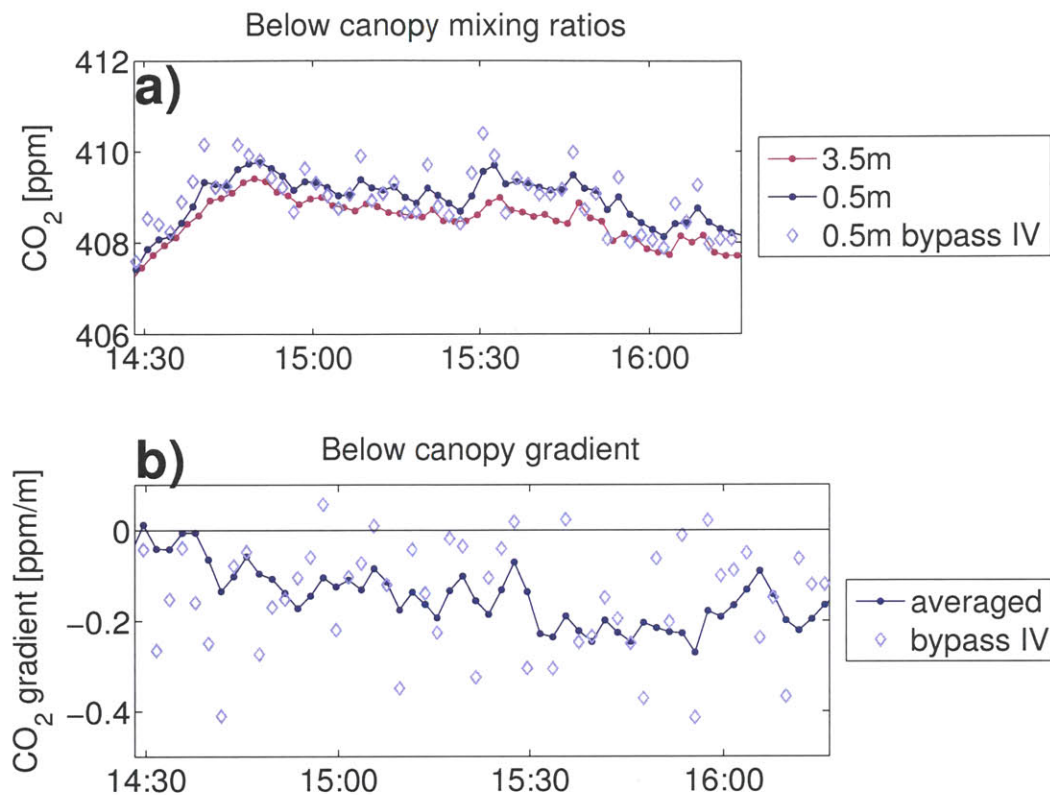 Below canopy mixing ratios
a)
412
410
408
406
CO2 [ppm]
14:30 15:00 15:30 16:00
3.5m
0.5m
0.5m bypass IV
Below canopy gradient
b)
0
−0.2
−0.4
CO2 gradient [ppm/m]
14:30 15:00 15:30 16:00
averaged
bypass IV